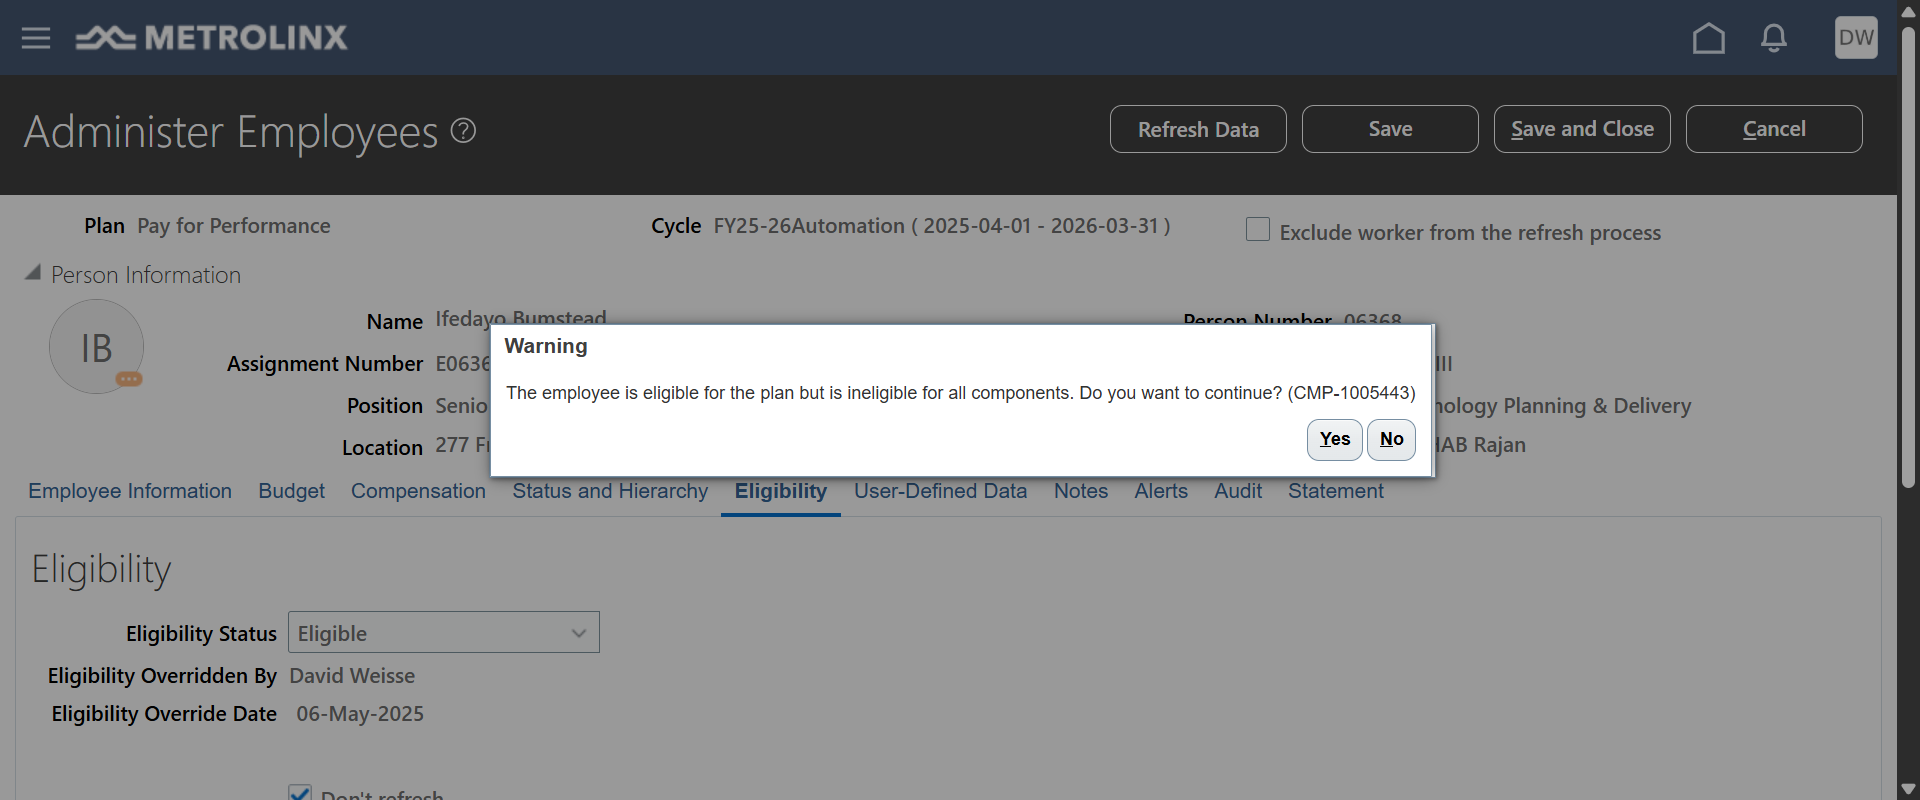 METROLINX
DW
Administer Employees
Refresh Data
Save
Save and Close
Cancel
Plan Pay for Performance
Cycle FY25-26Automation ( 2025-04-01 - 2026-03-31 )
Exclude worker from the refresh process
Person Information
IB
Name Ifedayo Bumstead
Person Number 06368
Assignment Number E0636
III
Position Senio
nology Planning & Delivery
Location 277 Fr
HAB Rajan
Warning
The employee is eligible for the plan but is ineligible for all components. Do you want to continue? (CMP-1005443)
Yes No
Employee Information Budget Compensation Status and Hierarchy Eligibility User-Defined Data Notes Alerts Audit Statement
Eligibility
Eligibility Status Eligible
Eligibility Overridden By David Weisse
Eligibility Override Date 06-May-2025
Don't refresh